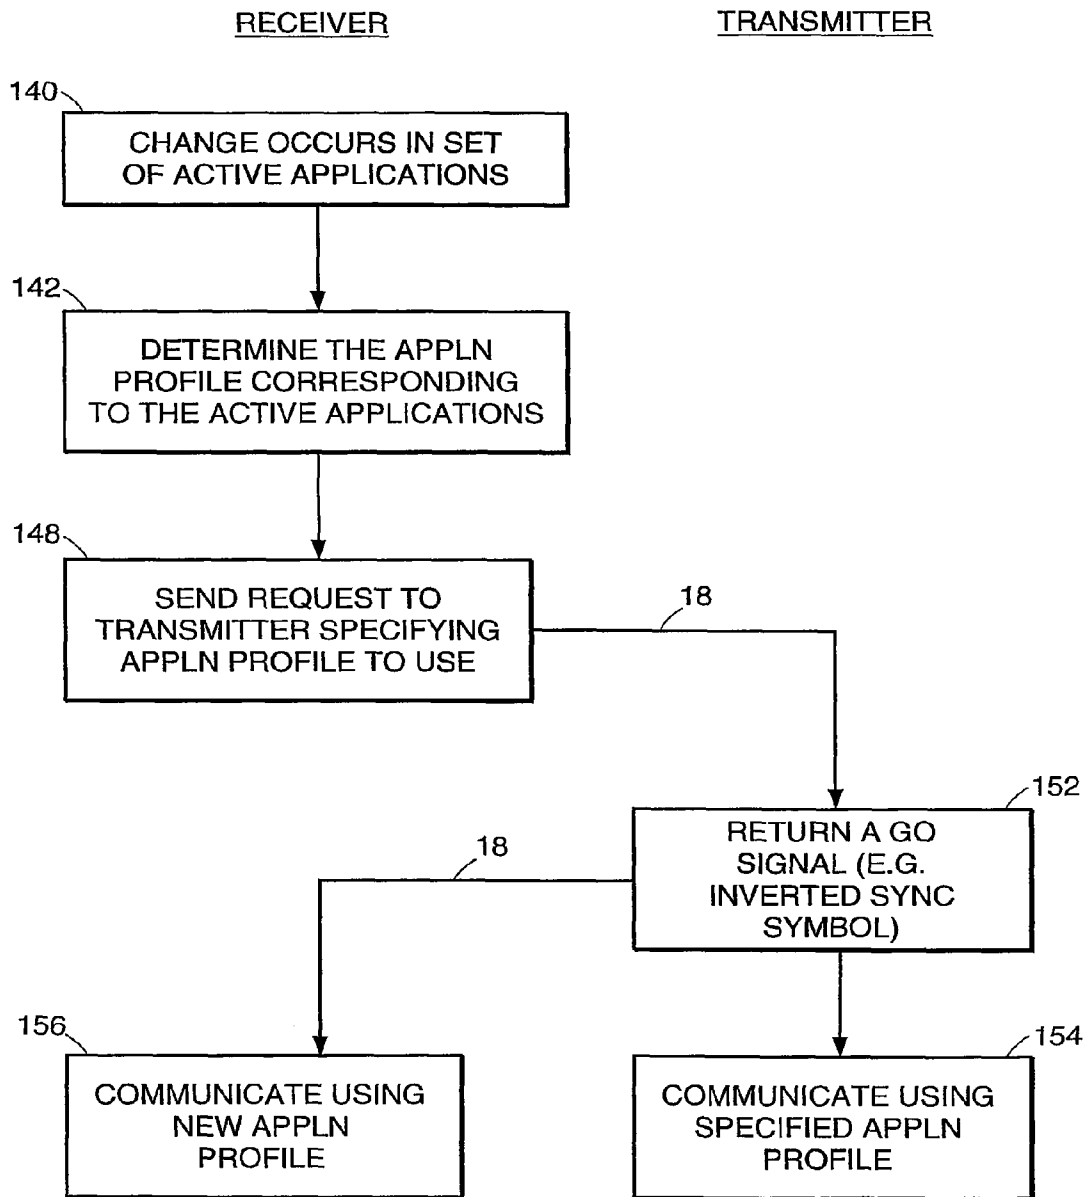 RECEIVER
TRANSMITTER
140
CHANGE OCCURS IN SET
OF ACTIVE APPLICATIONS
142
DETERMINE THE APPLN
PROFILE CORRESPONDING
TO THE ACTIVE APPLICATIONS
148
SEND REQUEST TO
TRANSMITTER SPECIFYING
APPLN PROFILE TO USE
18
152
RETURN A GO
SIGNAL (E.G.
INVERTED SYNC
SYMBOL)
18
156
COMMUNICATE USING
NEW APPLN
PROFILE
154
COMMUNICATE USING
SPECIFIED APPLN
PROFILE